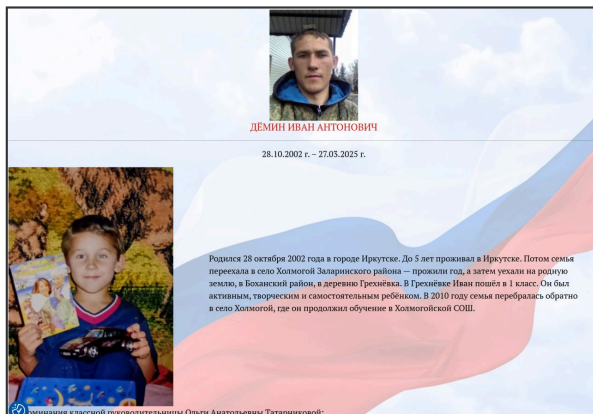 ДЁМИН ИВАН АНТОНОВИЧ
28.10.2002 г. – 27.03.2025 г.
Родился 28 октября 2002 года в городе Иркутске. До 5 лет проживал в Иркутске. Потом семья
переехала в село Холмогой Заларинского района — прожили год, а затем уехали на родную
землю, в Боханский район, в деревню Грехнёвка. В Грехнёвке Иван пошёл в 1 класс. Он был
активным, творческим и самостоятельным ребёнком. В 2010 году семья перебралась обратно
в село Холмогой, где он продолжил обучение в Холмогойской СОШ.
оминания классной руководительницы Ольги Анатольевны Татарниковой: